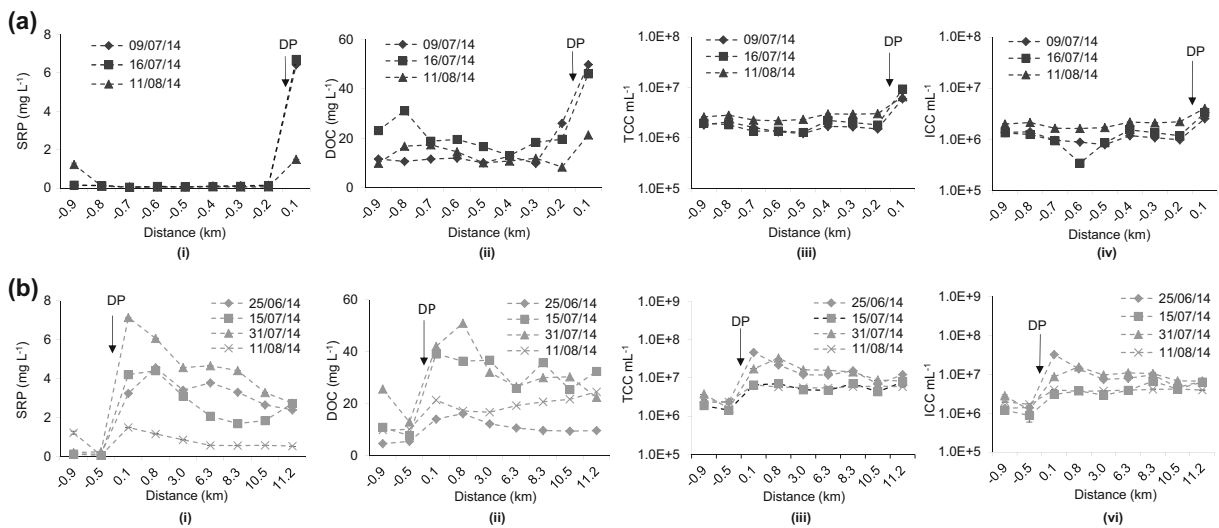 (a)
8
6
4
2
0
SRP (mg L⁻¹)
09/07/14
16/07/14
11/08/14
DP
-0.9
-0.8
-0.7
-0.6
-0.5
-0.4
-0.3
-0.2
0.1
Distance (km)
(i)
60
40
20
0
DOC (mg L⁻¹)
09/07/14
16/07/14
11/08/14
DP
-0.9
-0.8
-0.7
-0.6
-0.5
-0.4
-0.3
-0.2
0.1
Distance (km)
(ii)
1.0E+8
1.0E+7
1.0E+6
1.0E+5
TCC mL⁻¹
09/07/14
16/07/14
11/08/14
DP
-0.9
-0.8
-0.7
-0.6
-0.5
-0.4
-0.3
-0.2
0.1
Distance (km)
(iii)
1.0E+8
1.0E+7
1.0E+6
1.0E+5
ICC mL⁻¹
09/07/14
16/07/14
11/08/14
DP
-0.9
-0.8
-0.7
-0.6
-0.5
-0.4
-0.3
-0.2
0.1
Distance (km)
(iv)
(b)
8
6
4
2
0
SRP (mg L⁻¹)
DP
25/06/14
15/07/14
31/07/14
11/08/14
-0.9
-0.5
0.1
0.8
3.0
6.3
8.3
10.5
11.2
Distance (km)
(i)
60
40
20
0
DOC (mg L⁻¹)
DP
25/06/14
15/07/14
31/07/14
11/08/14
-0.9
-0.5
0.1
0.8
3.0
6.3
8.3
10.5
11.2
Distance (km)
(ii)
1.0E+9
1.0E+8
1.0E+7
1.0E+6
1.0E+5
TCC mL⁻¹
DP
25/06/14
15/07/14
31/07/14
11/08/14
-0.9
-0.5
0.1
0.8
3.0
6.3
8.3
10.5
11.2
Distance (km)
(iii)
1.0E+9
1.0E+8
1.0E+7
1.0E+6
1.0E+5
ICC mL⁻¹
DP
25/06/14
15/07/14
31/07/14
11/08/14
-0.9
-0.5
0.1
0.8
3.0
6.3
8.3
10.5
11.2
Distance (km)
(vi)